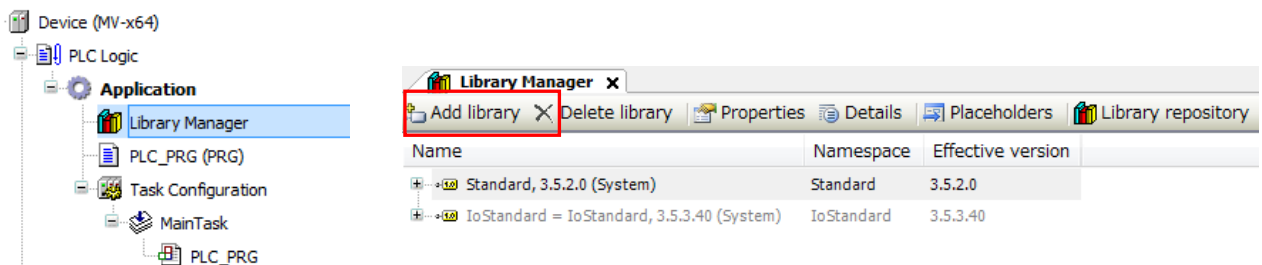 Device (MV-x64)
PLC Logic
Application
Library Manager
PLC_PRG (PRG)
Task Configuration
MainTask
PLC_PRG
Library Manager x
Add library Delete library Properties Details Placeholders Library repository
Name Namespace Effective version
Standard, 3.5.2.0 (System) Standard 3.5.2.0
IoStandard = IoStandard, 3.5.3.40 (System) IoStandard 3.5.3.40